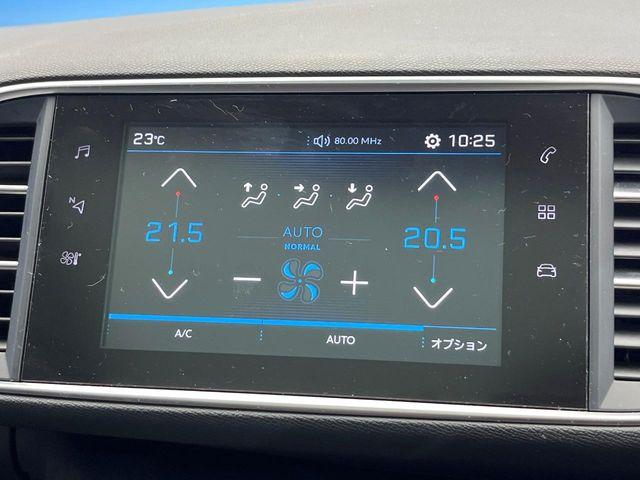 23°C
80.00 MHz
10:25
N
21.5
AUTO
NORMAL
20.5
A/C
AUTO
オプション